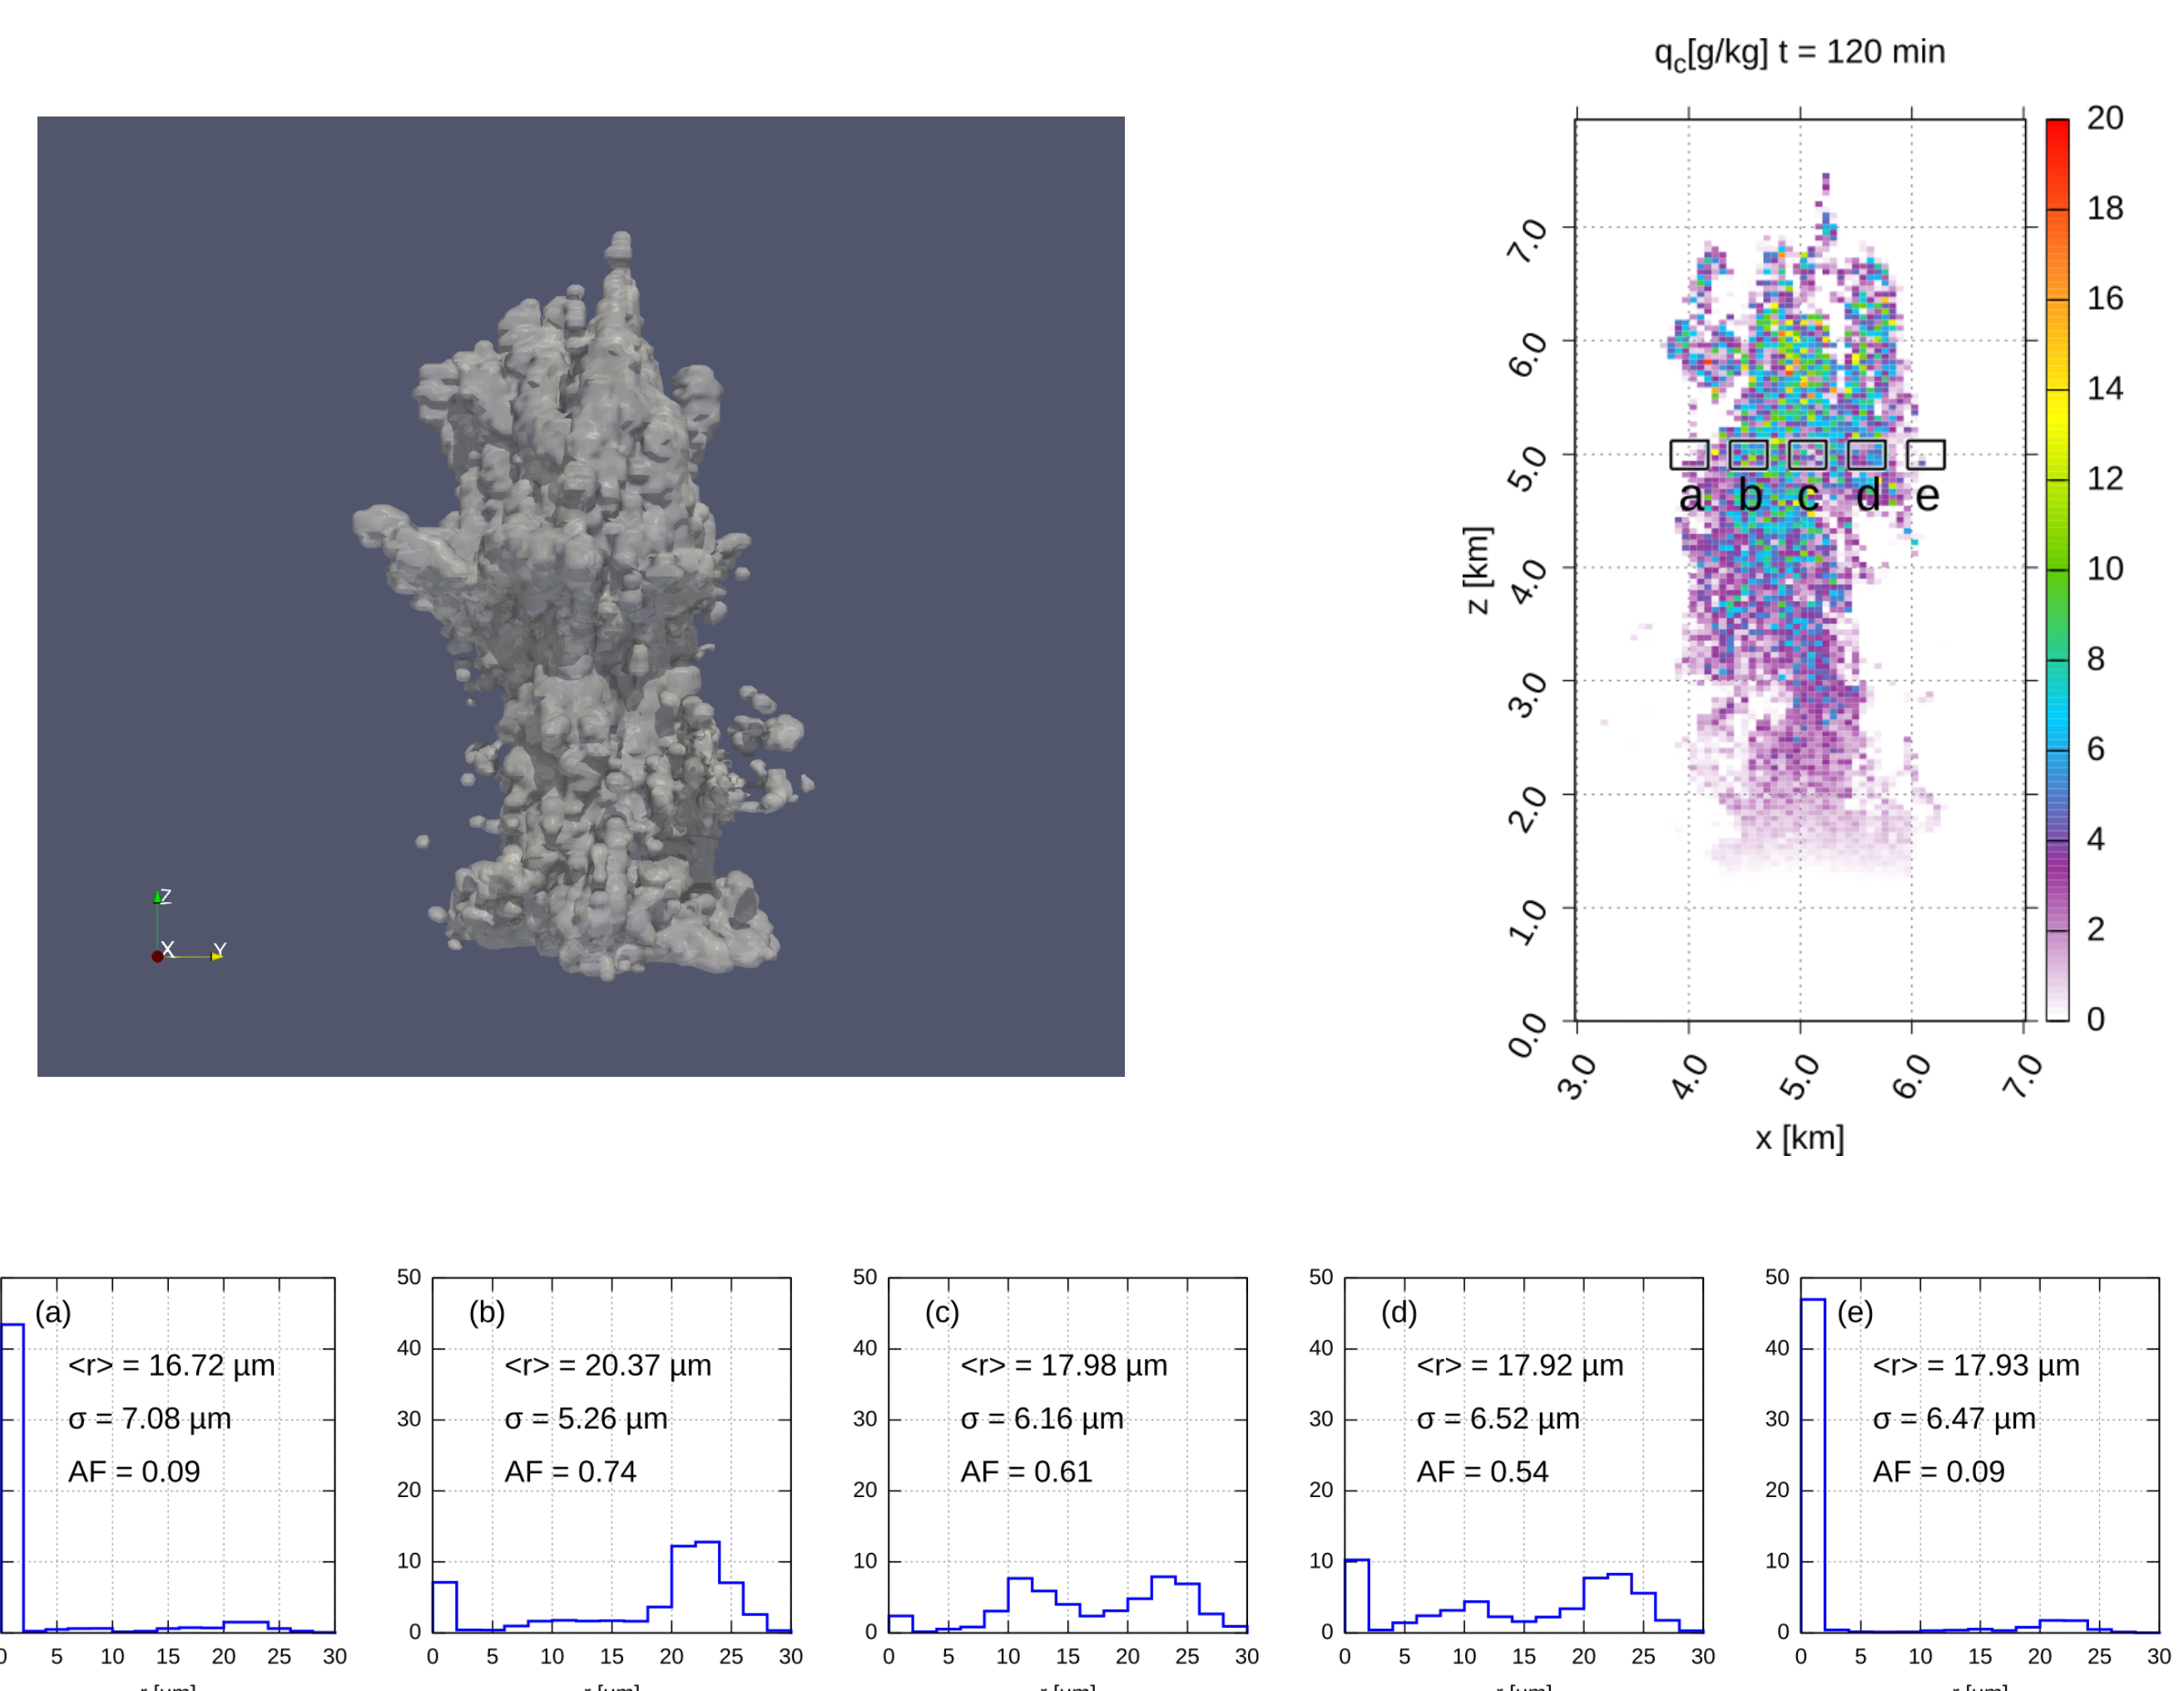 q_c[g/kg] t = 120 min
20
18
16
14
12
10
8
6
4
2
0
7.0
6.0
5.0
4.0
3.0
2.0
1.0
0.0
z [km]
a b c d e
3.0 4.0 5.0 6.0 7.0
x [km]
Z
X Y
(a)
<r> = 16.72 µm
σ = 7.08 µm
AF = 0.09
0 5 10 15 20 25 30
r [µm]
50
40
30
20
10
0
(b)
<r> = 20.37 µm
σ = 5.26 µm
AF = 0.74
0 5 10 15 20 25 30
r [µm]
50
40
30
20
10
0
(c)
<r> = 17.98 µm
σ = 6.16 µm
AF = 0.61
0 5 10 15 20 25 30
r [µm]
50
40
30
20
10
0
(d)
<r> = 17.92 µm
σ = 6.52 µm
AF = 0.54
0 5 10 15 20 25 30
r [µm]
50
40
30
20
10
0
(e)
<r> = 17.93 µm
σ = 6.47 µm
AF = 0.09
0 5 10 15 20 25 30
r [µm]